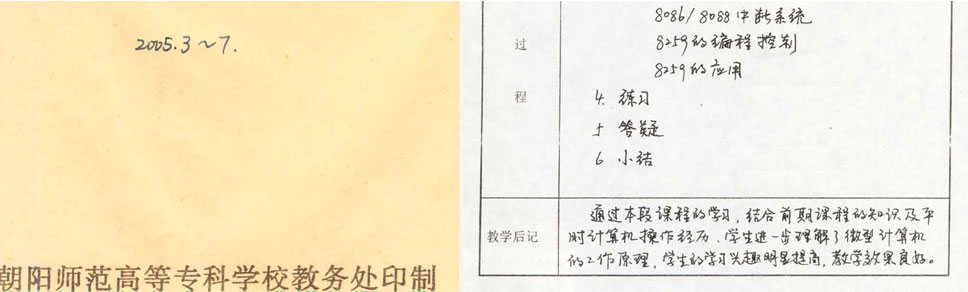 2005.3~7.
朝阳师范高等专科学校教务处印制
8086/8088中断系统
过
8259的编程控制
8259的应用
程
4. 练习
5 答疑
6 小结
教学后记
通过本段课程的学习，结合前期课程的知识及平
时计算机操作经历，学生进一步理解了微型计算机
的工作原理，学生的学习兴趣明显提高，教学效果良好。